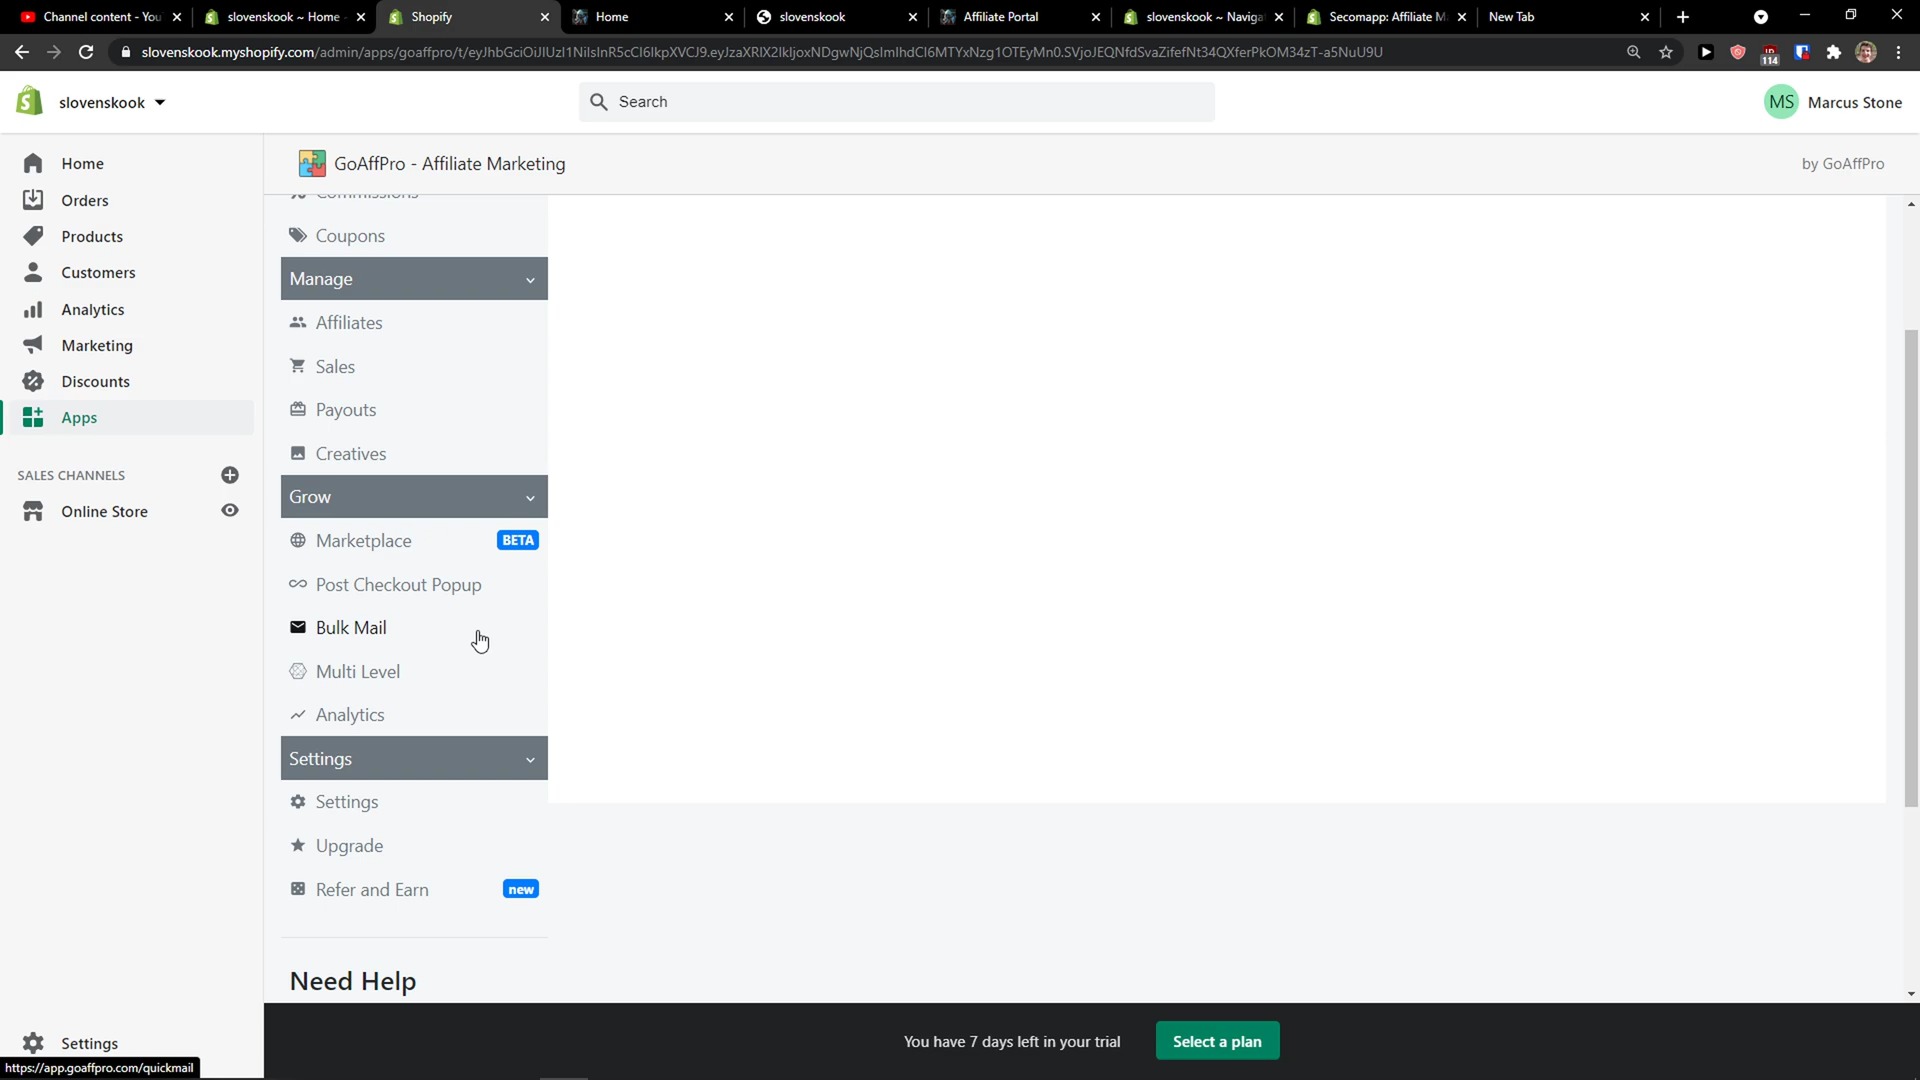 Channel content - You
slovenskook ~ Home
Shopify
Home
slovenskook
Affiliate Portal
slovenskook ~ Naviga
Secomapp: Affiliate M
New Tab
slovenskook.myshopify.com/admin/apps/goaffpro/t/eyJhbGciOiJIUzI1NiIsInR5cCI6IkpXVCJ9.eyJzaXRlX2lkIjoxNDgwNjQsImlhdCI6MTYxNzg1OTEyMn0.SVjoJEQNfdSvaZifefNt34QXferPkOM34zT-a5NuU9U
114
slovenskook
Search
MS Marcus Stone
Home
Orders
Products
Customers
Analytics
Marketing
Discounts
Apps
SALES CHANNELS
Online Store
Settings
https://app.goaffpro.com/quickmail
GoAffPro - Affiliate Marketing
by GoAffPro
Commissions
Coupons
Manage
Affiliates
Sales
Payouts
Creatives
Grow
Marketplace BETA
Post Checkout Popup
Bulk Mail
Multi Level
Analytics
Settings
Settings
Upgrade
Refer and Earn new
Need Help
You have 7 days left in your trial
Select a plan